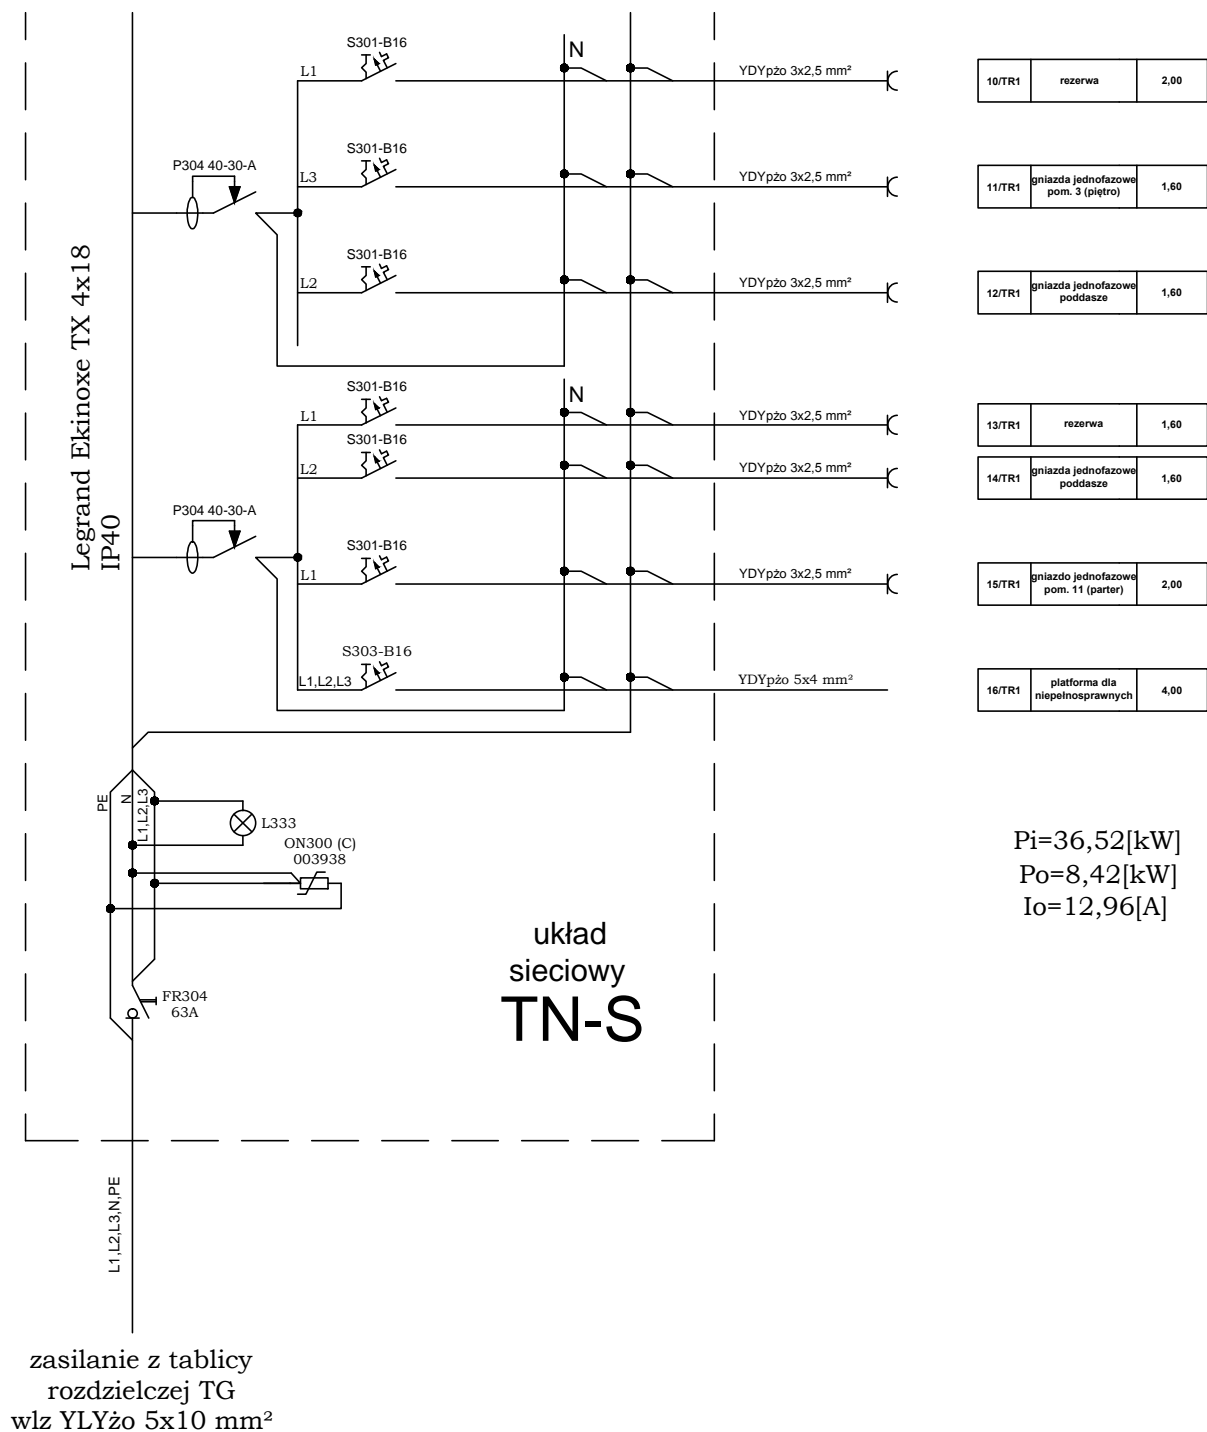 S301-B16
N
L1
YDYpżo 3x2,5 mm²
10/TR1
rezerwa
2,00
S301-B16
P304 40-30-A
L3
YDYpżo 3x2,5 mm²
11/TR1
gniazda jednofazowe
pom. 3 (piętro)
1,60
S301-B16
L2
YDYpżo 3x2,5 mm²
12/TR1
gniazda jednofazowe
poddasze
1,60
Legrand Ekinoxe TX 4x18
IP40
S301-B16
N
L1
YDYpżo 3x2,5 mm²
13/TR1
rezerwa
1,60
S301-B16
L2
YDYpżo 3x2,5 mm²
14/TR1
gniazda jednofazowe
poddasze
1,60
P304 40-30-A
S301-B16
L1
YDYpżo 3x2,5 mm²
15/TR1
gniazdo jednofazowe
pom. 11 (parter)
2,00
S303-B16
L1,L2,L3
YDYpżo 5x4 mm²
16/TR1
platforma dla
niepełnosprawnych
4,00
PE
N
L1,L2,L3
L333
ON300 (C)
003938
Pi=36,52[kW]
Po=8,42[kW]
Io=12,96[A]
układ
sieciowy
TN-S
FR304
63A
L1,L2,L3,N,PE
zasilanie z tablicy
rozdzielczej TG
wlz YLYżo 5x10 mm²